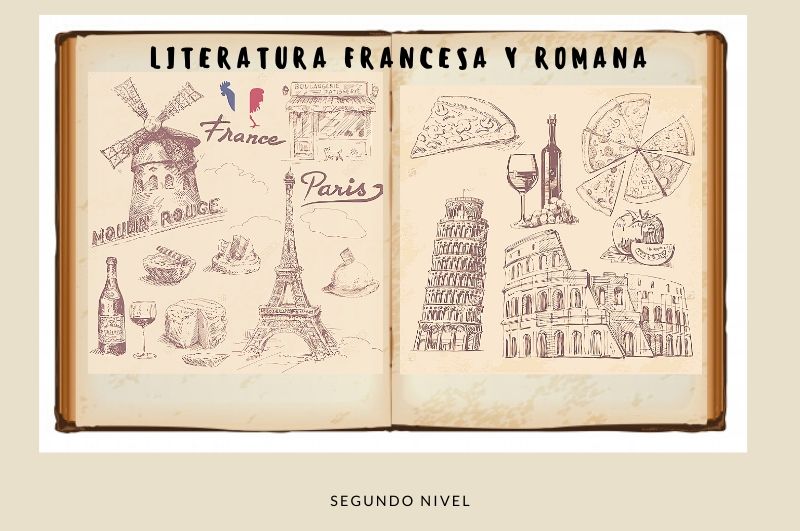 LITERATURA FRANCESA Y ROMANA
BOULANGERIE
PATISSERIE
France
Paris
MOULIN ROUGE
SEGUNDO NIVEL